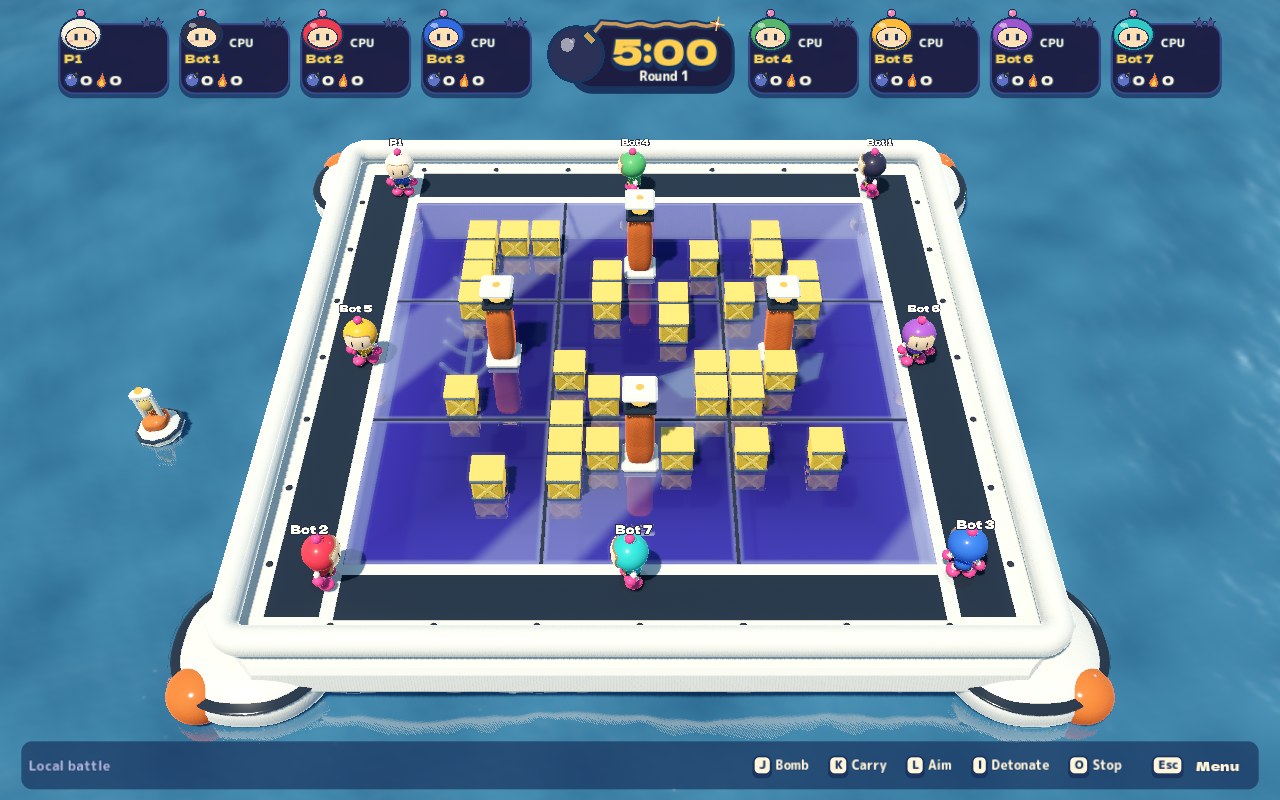 P1
0 0
CPU
Bot 1
0 0
CPU
Bot 2
0 0
CPU
Bot 3
0 0
5:00
Round 1
CPU
Bot 4
0 0
CPU
Bot 5
0 0
CPU
Bot 6
0 0
CPU
Bot 7
0 0
P1
Bot 4
Bot 1
Bot 5
Bot 6
Bot 2
Bot 7
Bot 3
Local battle
J Bomb
K Carry
L Aim
I Detonate
O Stop
Esc Menu